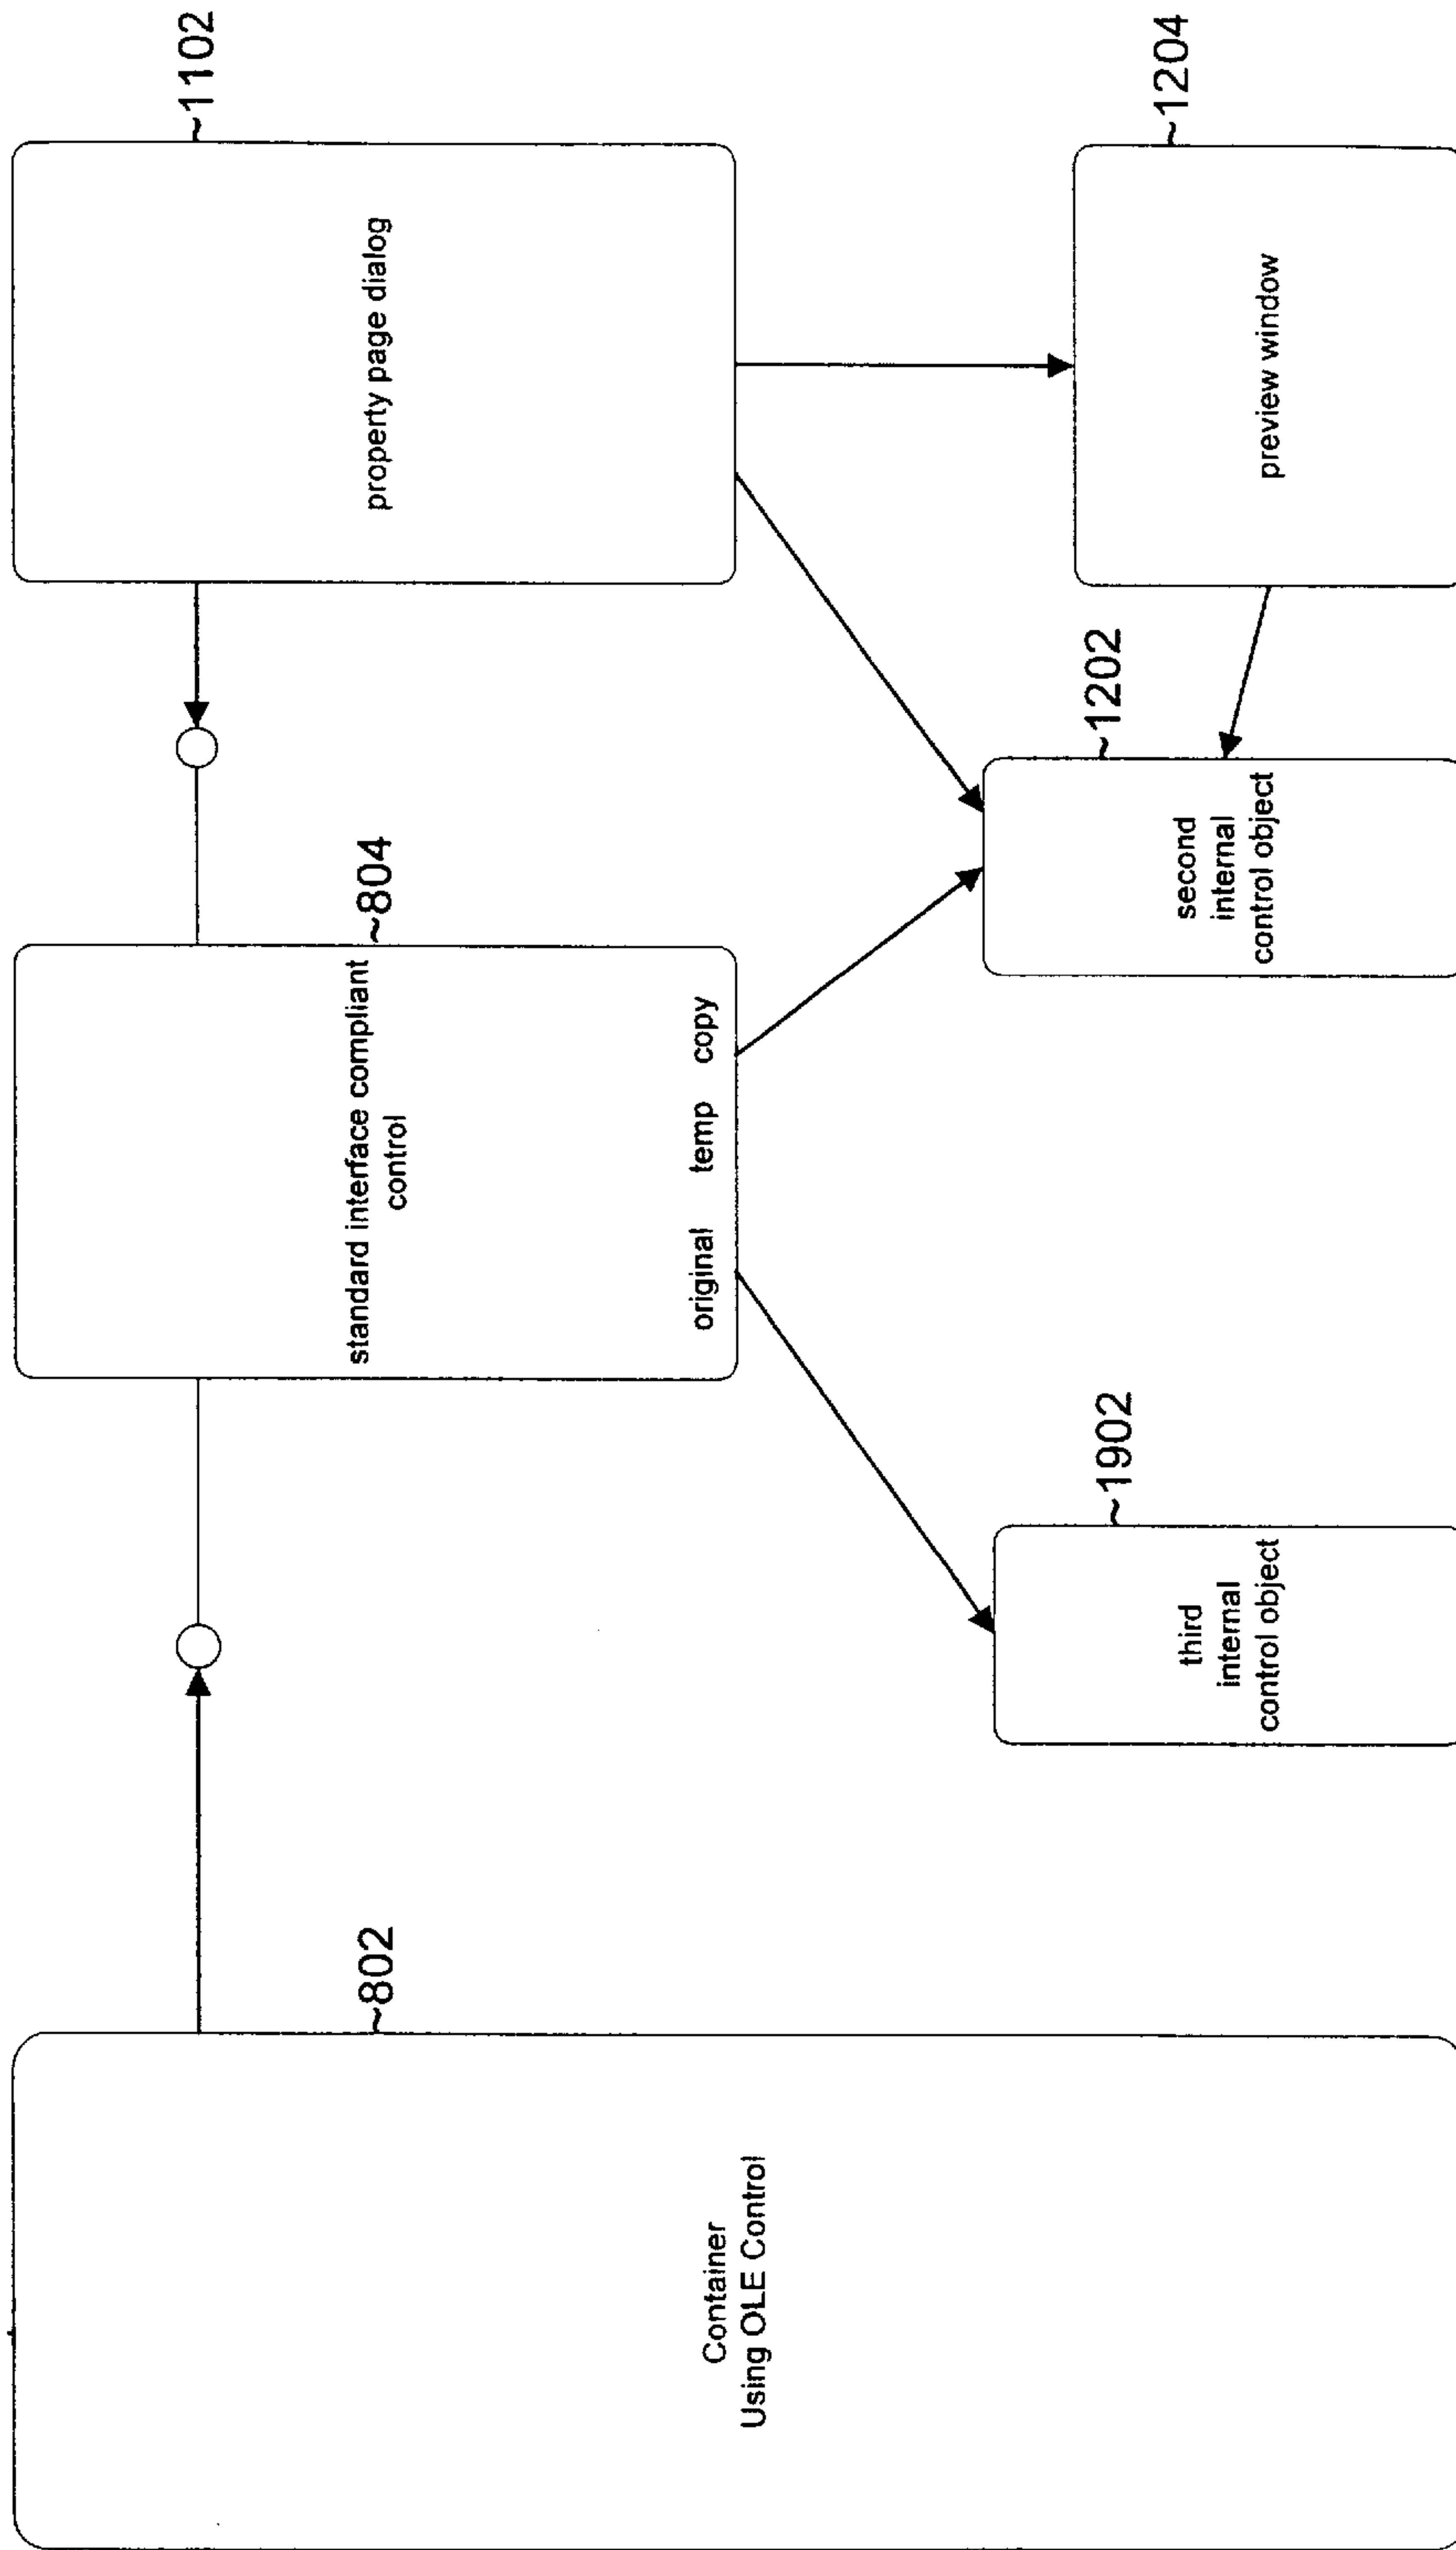 Container
Using OLE Control
~802
standard interface compliant
control
original temp copy
~804
property page dialog
~1102
third
internal
control object
~1902
second
internal
control object
~1202
preview window
~1204